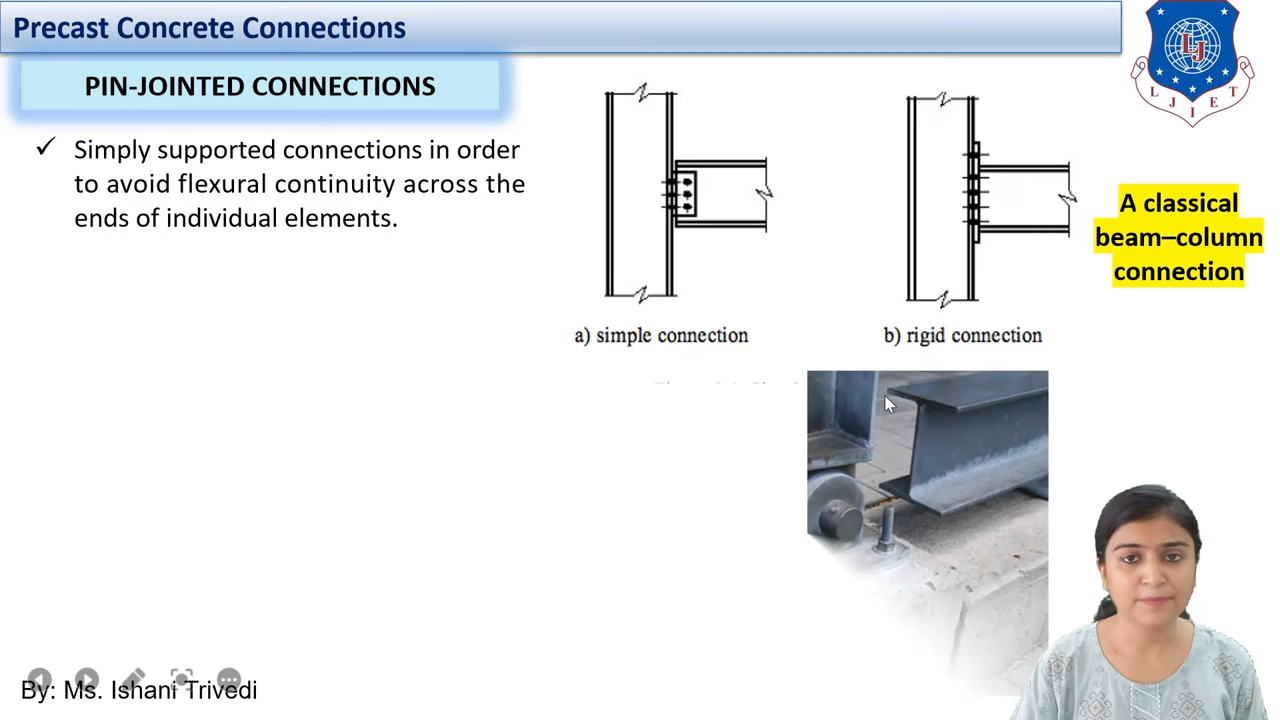 Precast Concrete Connections
PIN-JOINTED CONNECTIONS
✓ Simply supported connections in order
to avoid flexural continuity across the
ends of individual elements.
a) simple connection
b) rigid connection
A classical
beam–column
connection
LJ
L J I E T
By: Ms. Ishani Trivedi